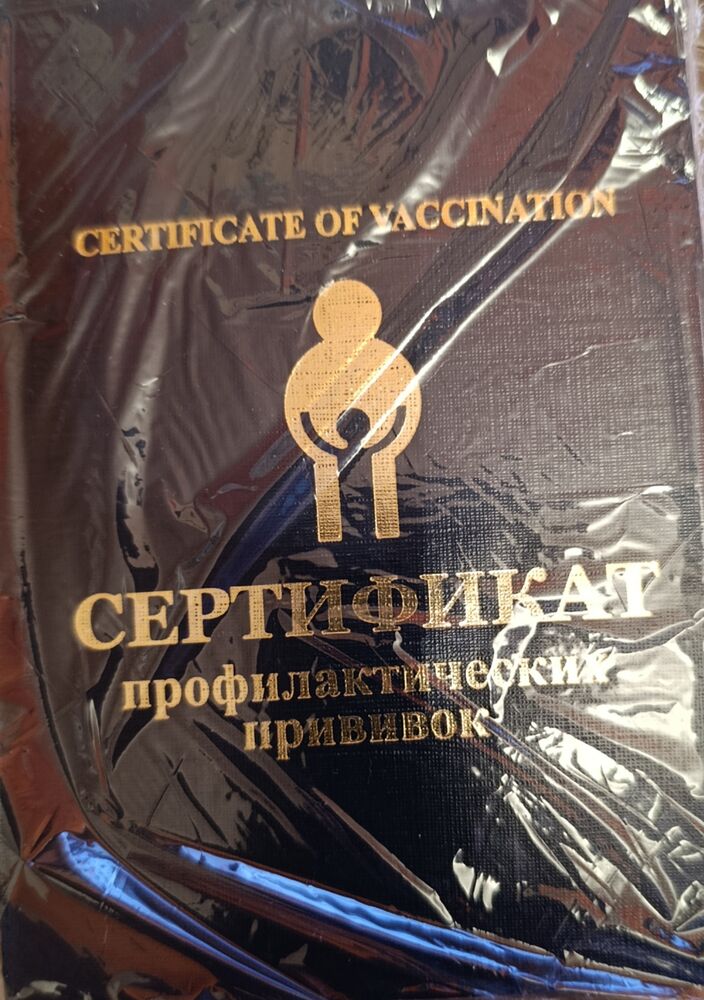 CERTIFICATE OF VACCINATION
СЕРТИФИКАТ
профилактических
прививок